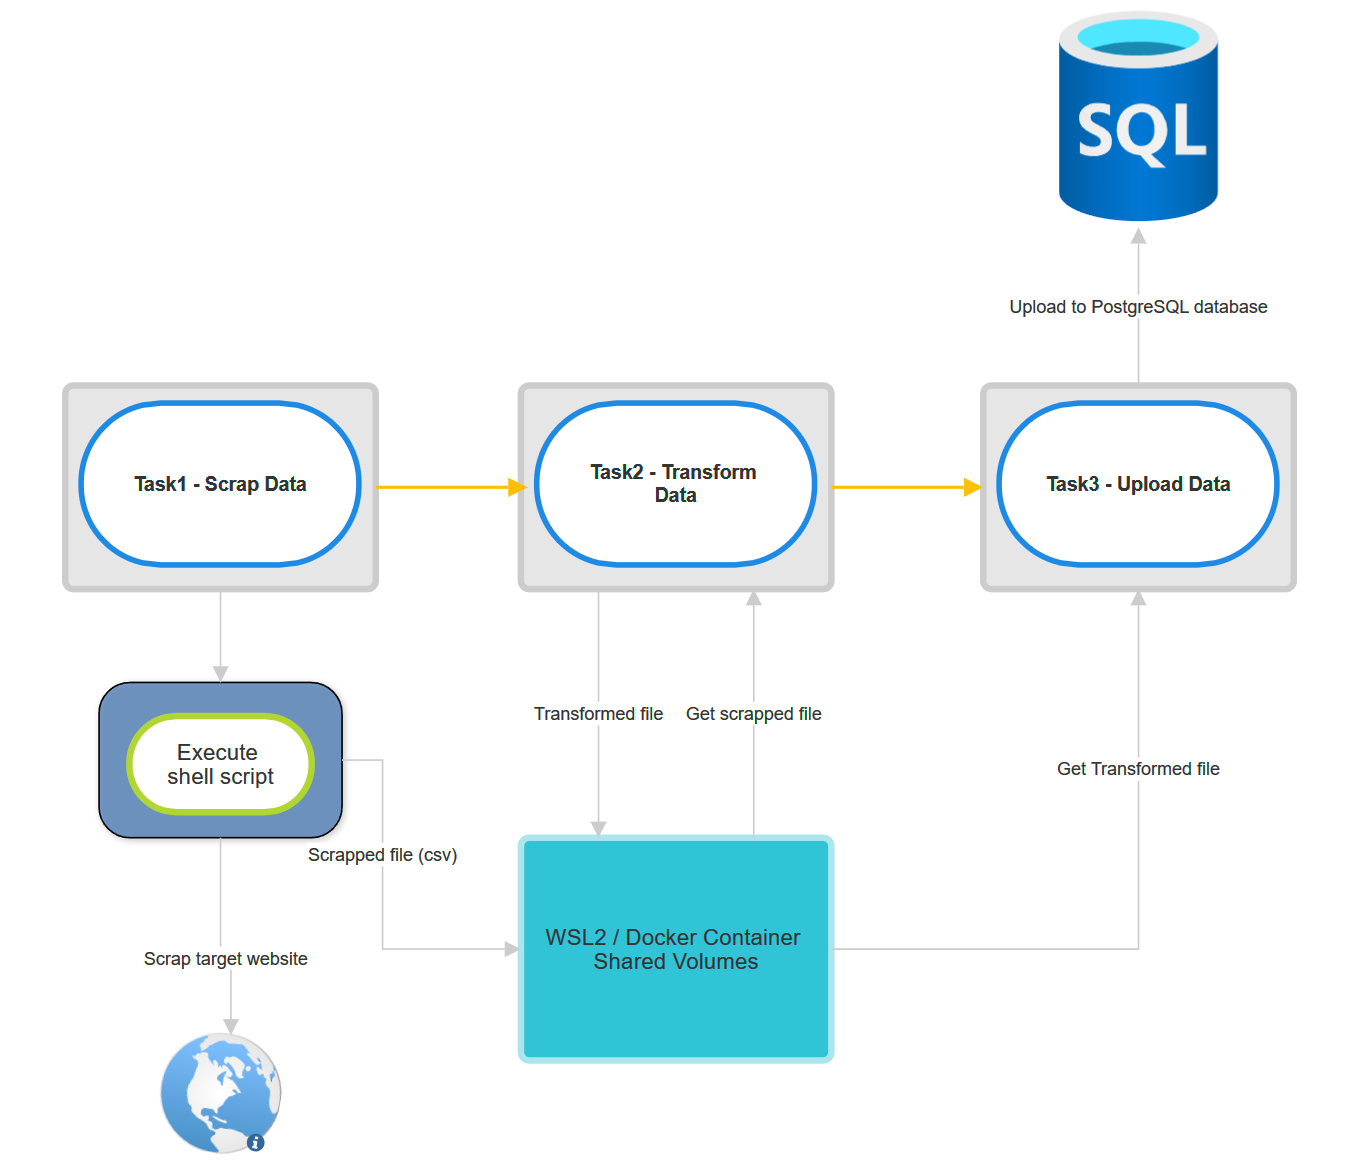 SQL
Upload to PostgreSQL database
Task1 - Scrap Data
Task2 - Transform
Data
Task3 - Upload Data
Transformed file
Get scrapped file
Execute
shell script
Get Transformed file
Scrapped file (csv)
WSL2 / Docker Container
Shared Volumes
Scrap target website
i